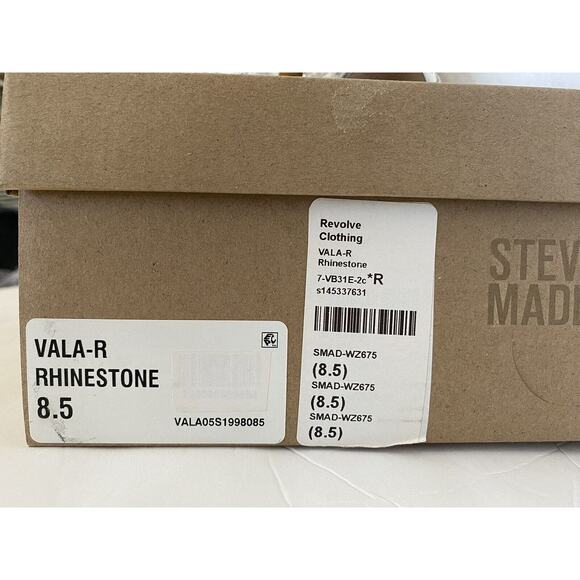 Revolve
Clothing
VALA-R
Rhinestone
7-VB31E-2c*R
s145337631
SMAD-WZ675
(8.5)
SMAD-WZ675
(8.5)
SMAD-WZ675
(8.5)
VALA-R
RHINESTONE
8.5
VALA05S1998085
STEV
MADD